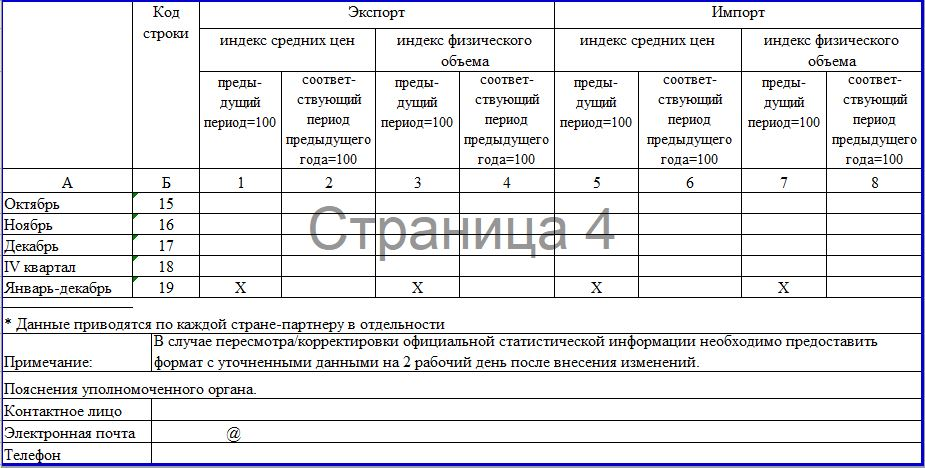 Код строки | Экспорт | Импорт
индекс средних цен | индекс физического объема | индекс средних цен | индекс физического объема
преды-дущий период=100 | соответ-ствующий период предыдущего года=100 | преды-дущий период=100 | соответ-ствующий период предыдущего года=100 | преды-дущий период=100 | соответ-ствующий период предыдущего года=100 | преды-дущий период=100 | соответ-ствующий период предыдущего года=100
А | Б | 1 | 2 | 3 | 4 | 5 | 6 | 7 | 8
Октябрь | 15
Ноябрь | 16
Страница 4
Декабрь | 17
IV квартал | 18
Январь-декабрь | 19 | Х | Х | Х | Х
* Данные приводятся по каждой стране-партнеру в отдельности
Примечание: | В случае пересмотра/корректировки официальной статистической информации необходимо предоставить
формат с уточненными данными на 2 рабочий день после внесения изменений.
Пояснения уполномоченного органа.
Контактное лицо
Электронная почта | @
Телефон